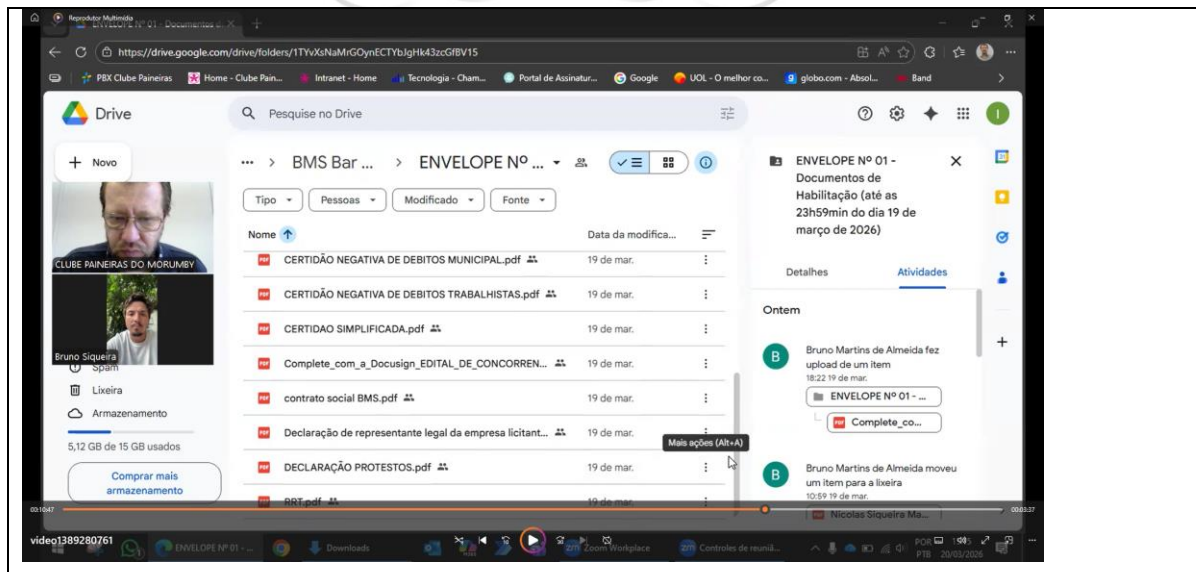 Reprodutor Multimídia
ENVELOPE Nº 01 - Documentos d
https://drive.google.com/drive/folders/1TYvXsNaMrGOynECTYbJgHk43zcGfBV15
PBX Clube Paineiras
Home - Clube Pain...
Intranet - Home
Tecnologia - Cham...
Portal de Assinatur...
Google
UOL - O melhor co...
globo.com - Absol...
Band
Drive
Pesquise no Drive
Novo
BMS Bar ... > ENVELOPE Nº ...
Tipo
Pessoas
Modificado
Fonte
Nome
Data da modifica...
CERTIDÃO NEGATIVA DE DEBITOS MUNICIPAL.pdf 19 de mar.
CERTIDÃO NEGATIVA DE DEBITOS TRABALHISTAS.pdf 19 de mar.
CERTIDAO SIMPLIFICADA.pdf 19 de mar.
Complete_com_a_Docusign_EDITAL_DE_CONCORREN... 19 de mar.
contrato social BMS.pdf 19 de mar.
Declaração de representante legal da empresa licitant... 19 de mar.
Mais ações (Alt+A)
DECLARAÇÃO PROTESTOS.pdf 19 de mar.
RRT.pdf 19 de mar.
CLUBE PAINEIRAS DO MORUMBY
Bruno Siqueira
Spam
Lixeira
Armazenamento
5,12 GB de 15 GB usados
Comprar mais
armazenamento
ENVELOPE Nº 01 -
Documentos de
Habilitação (até as
23h59min do dia 19 de
março de 2026)
Detalhes
Atividades
Ontem
B
Bruno Martins de Almeida fez
upload de um item
18:22 19 de mar.
ENVELOPE Nº 01 - ...
Complete_co...
B
Bruno Martins de Almeida moveu
um item para a lixeira
10:59 19 de mar.
Nicolas Siqueira Ma...
00:10:47
00:03:37
video1389280761
ENVELOPE Nº 01 - ...
Downloads
Zoom Workplace
Controles de reuniã...
POR
PTB
20/03/2026